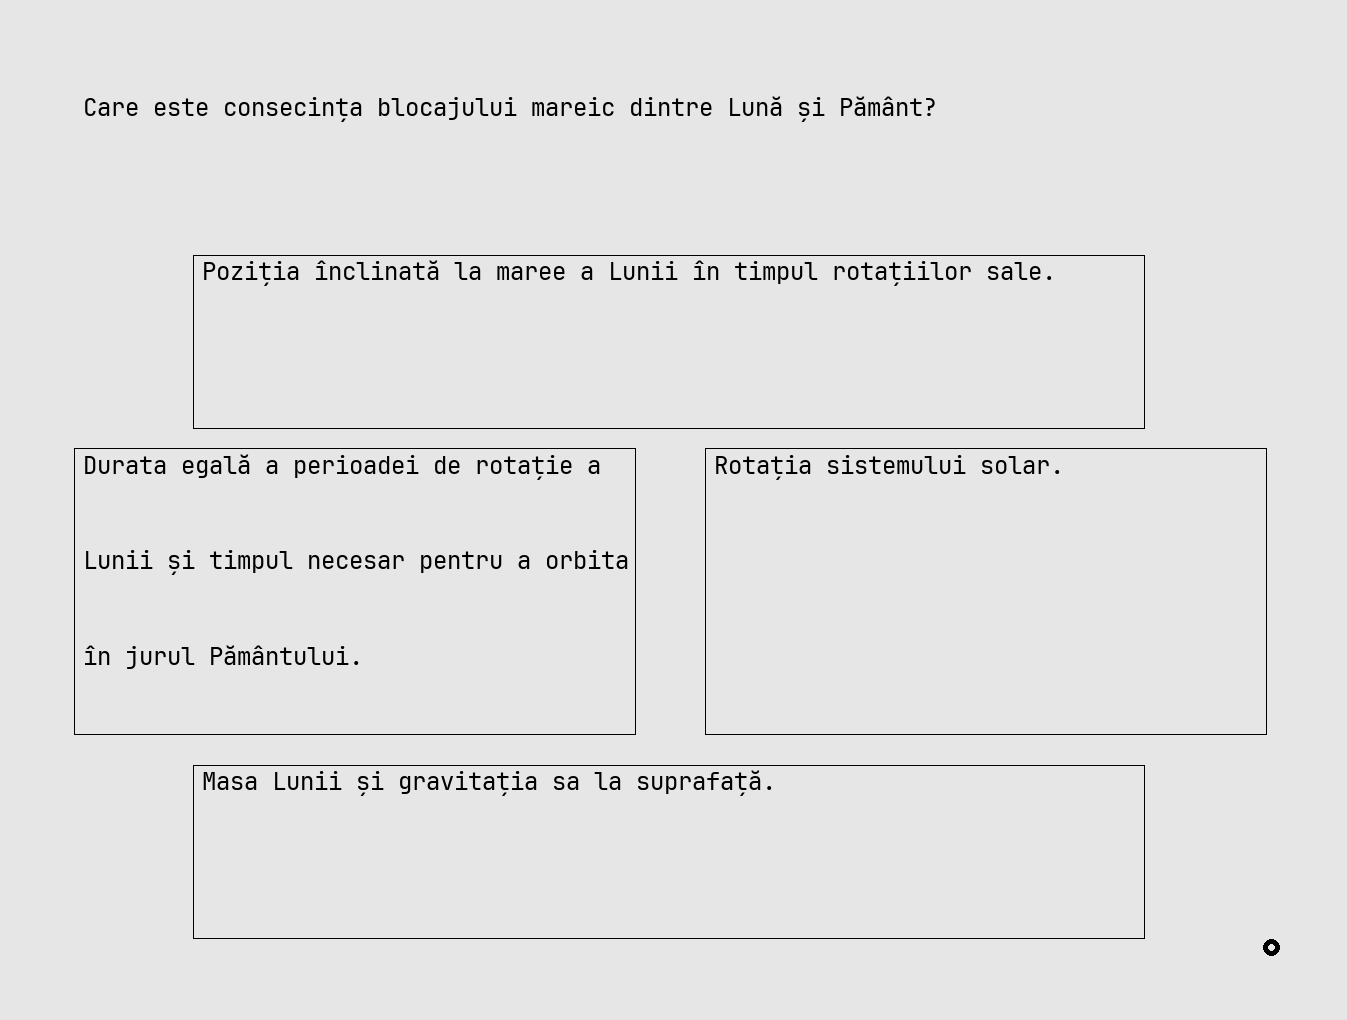 Care este consecința blocajului mareic dintre Lună și Pământ?
Poziția înclinată la maree a Lunii în timpul rotațiilor sale.
Durata egală a perioadei de rotație a
Lunii și timpul necesar pentru a orbita
în jurul Pământului.
Rotația sistemului solar.
Masa Lunii și gravitația sa la suprafață.